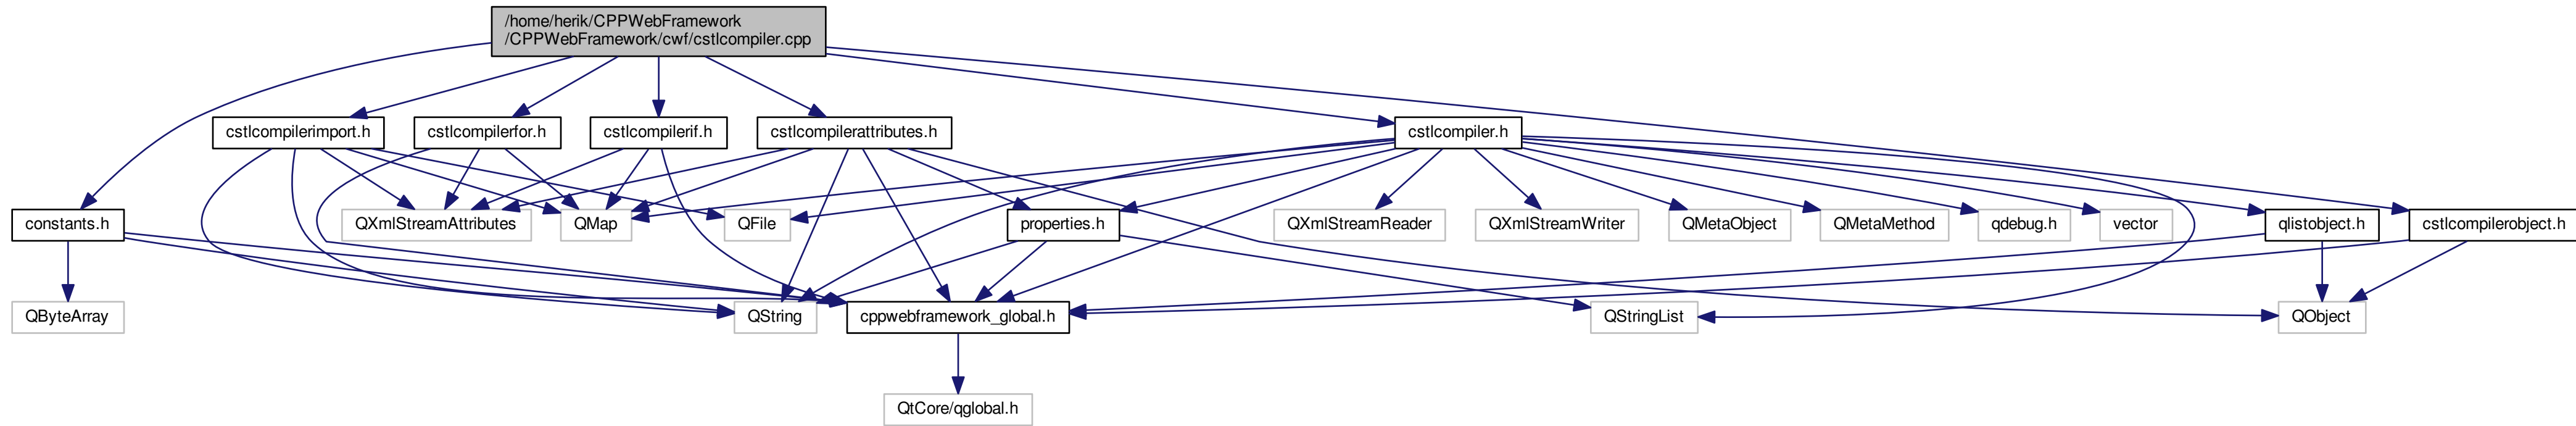 /home/herik/CPPWebFramework
/CPPWebFramework/cwf/cstlcompiler.cpp
cstlcompilerimport.h
cstlcompilerfor.h
cstlcompilerif.h
cstlcompilerattributes.h
cstlcompiler.h
constants.h
QXmlStreamAttributes
QMap
QFile
properties.h
QXmlStreamReader
QXmlStreamWriter
QMetaObject
QMetaMethod
qdebug.h
vector
qlistobject.h
cstlcompilerobject.h
QByteArray
QString
cppwebframework_global.h
QStringList
QObject
QtCore/qglobal.h